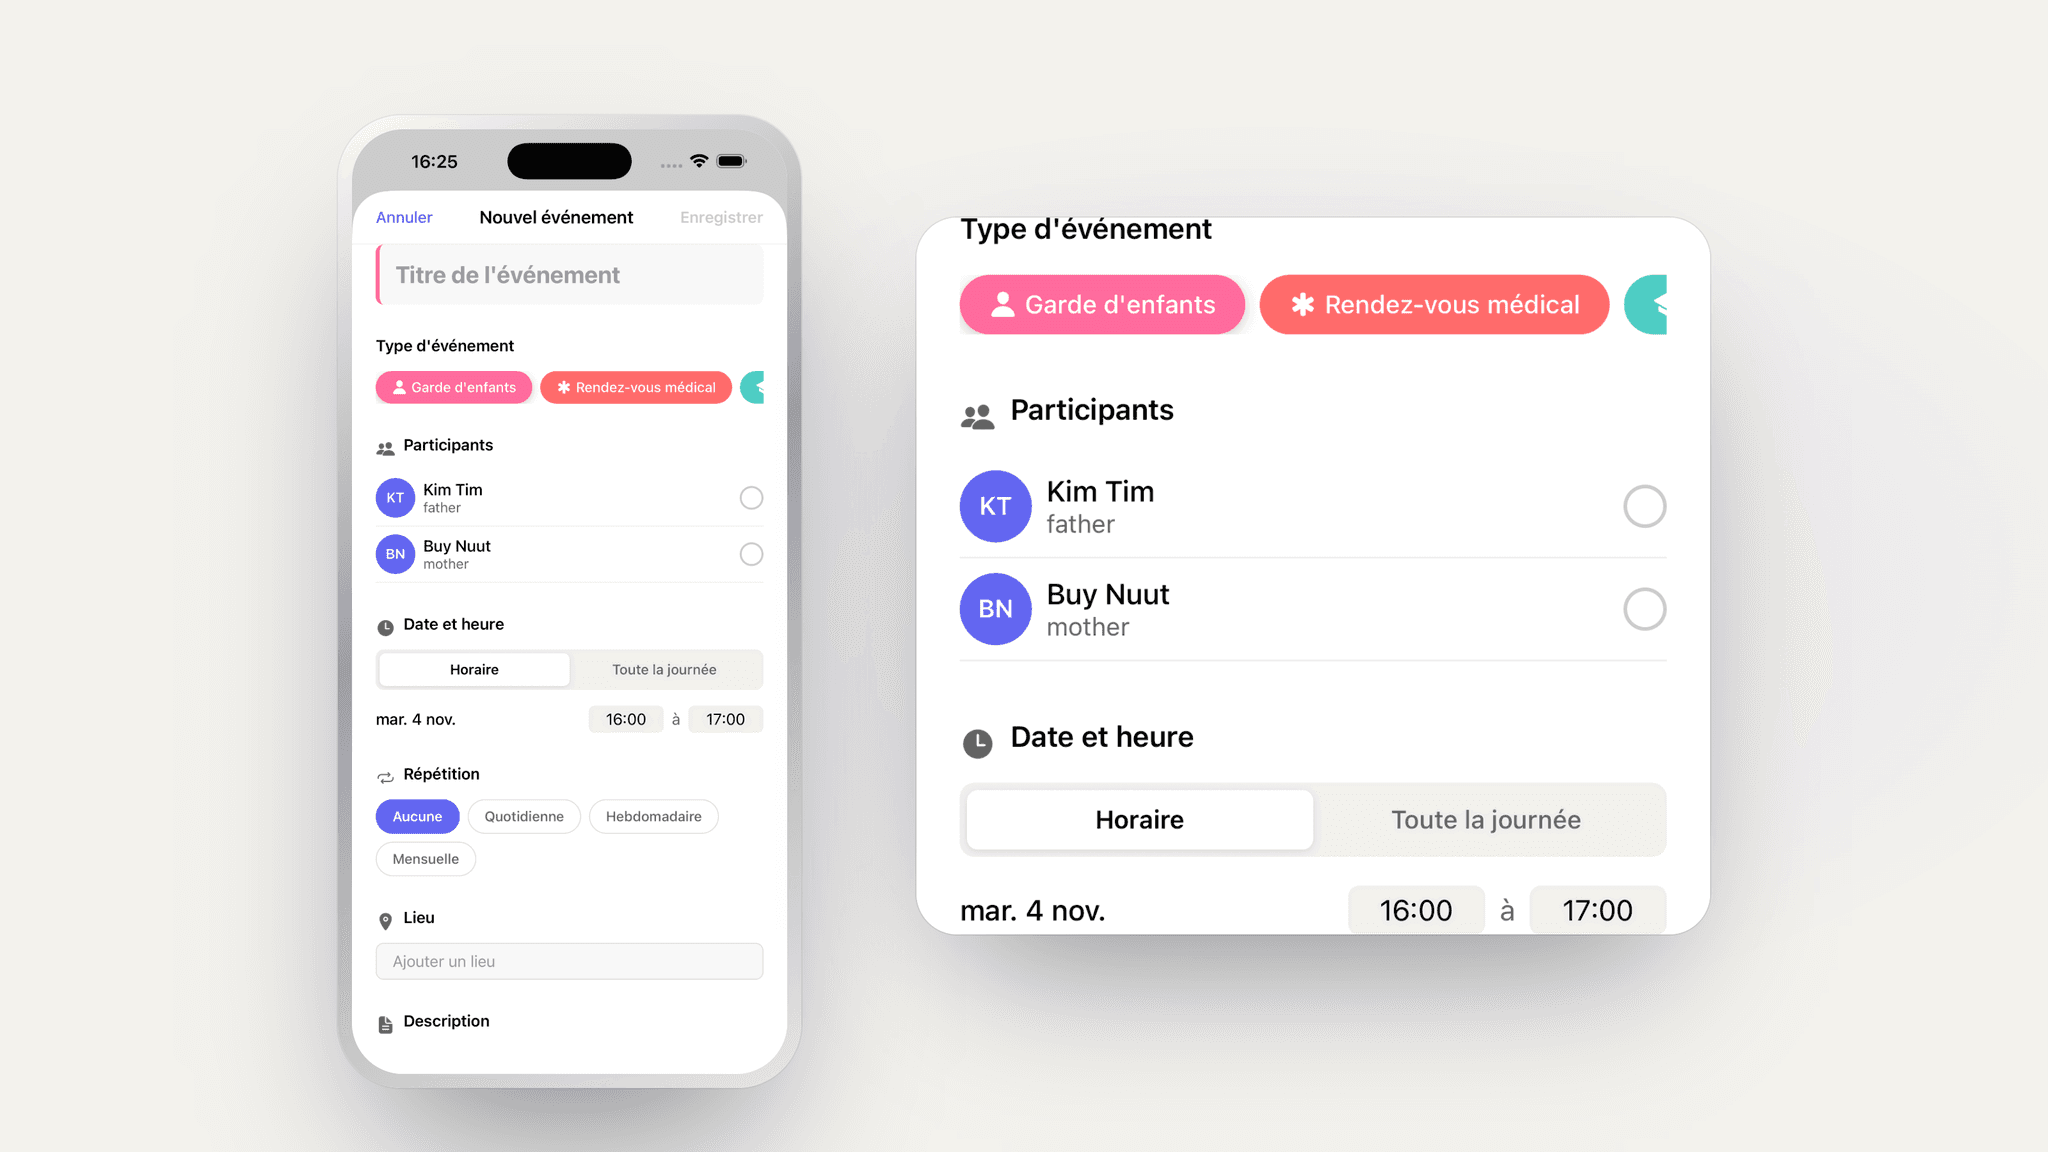 16:25
Annuler Nouvel événement Enregistrer
Titre de l'événement
Type d'événement
Garde d'enfants Rendez-vous médical
Participants
KT Kim Tim
father
BN Buy Nuut
mother
Date et heure
Horaire Toute la journée
mar. 4 nov. 16:00 à 17:00
Répétition
Aucune Quotidienne Hebdomadaire
Mensuelle
Lieu
Ajouter un lieu
Description
Type d'événement
Garde d'enfants Rendez-vous médical
Participants
KT Kim Tim
father
BN Buy Nuut
mother
Date et heure
Horaire Toute la journée
mar. 4 nov. 16:00 à 17:00